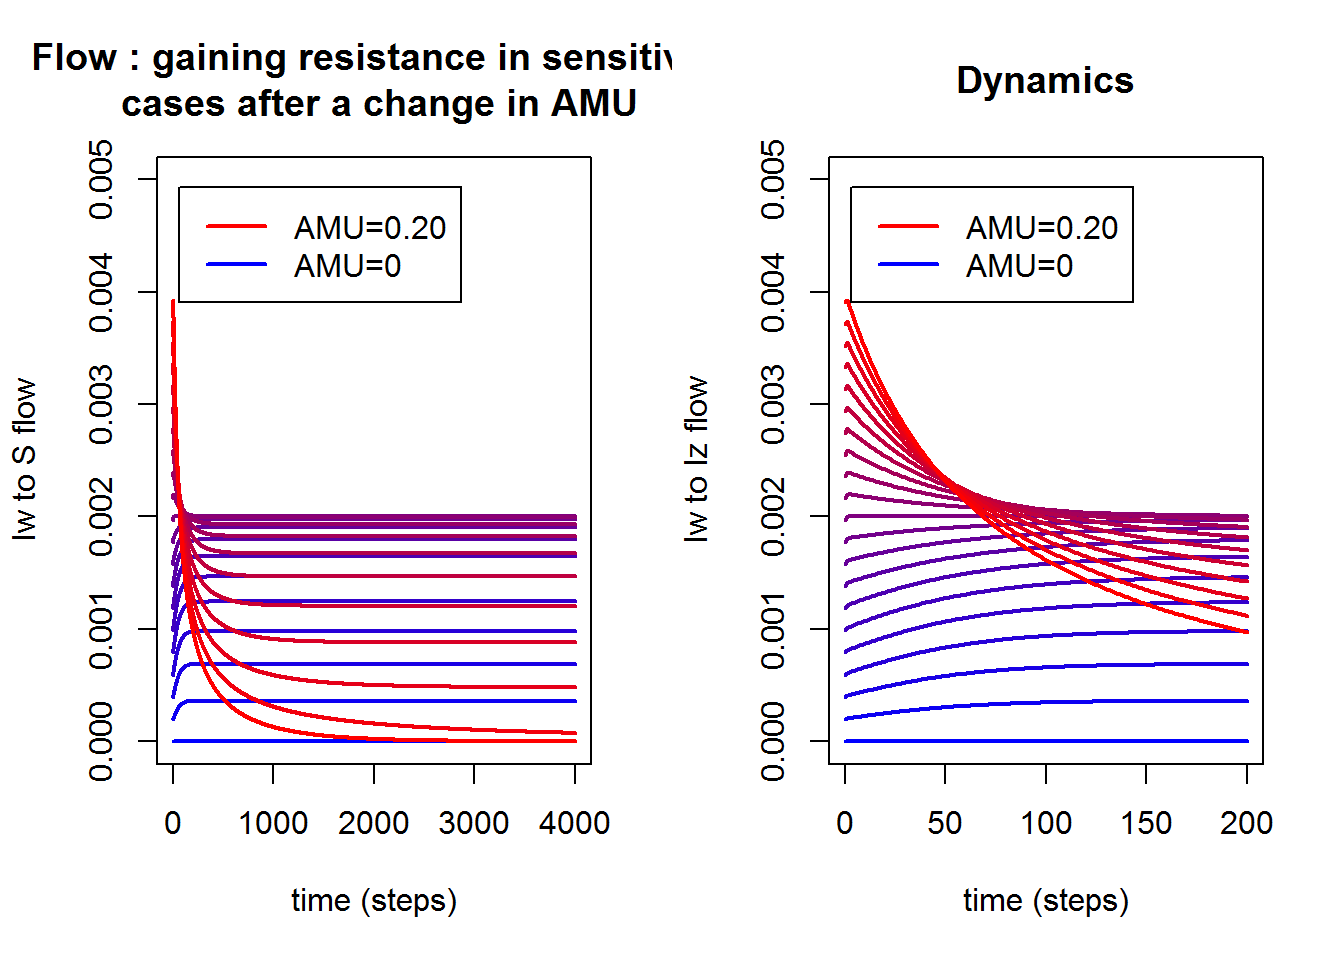 Flow : gaining resistance in sensitiv
cases after a change in AMU
Iw to S flow
0.000 0.001 0.002 0.003 0.004 0.005
AMU=0.20
AMU=0
0 1000 2000 3000 4000
time (steps)
Dynamics
Iw to Iz flow
0.000 0.001 0.002 0.003 0.004 0.005
AMU=0.20
AMU=0
0 50 100 150 200
time (steps)